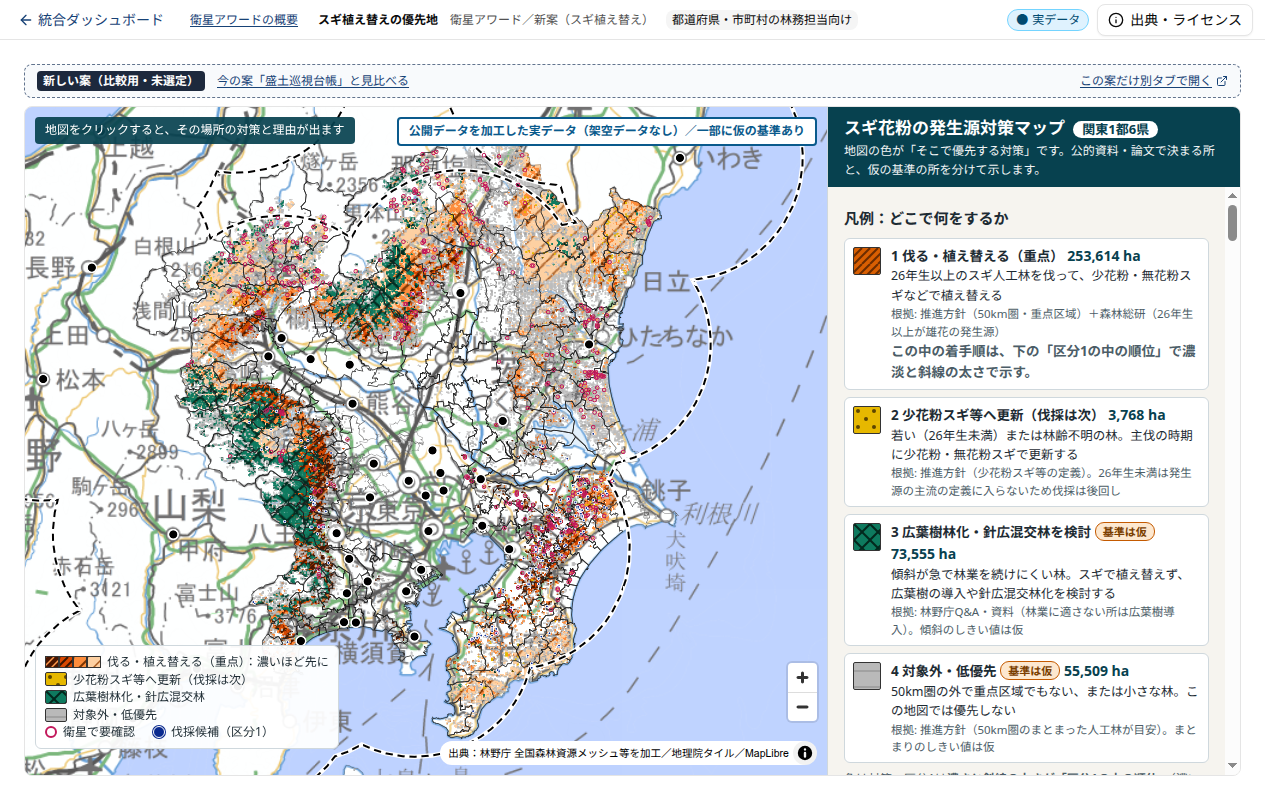 統合ダッシュボード
衛星アワードの概要
スギ植え替えの優先地
衛星アワード／新案（スギ植え替え）
都道府県・市町村の林務担当向け
実データ
出典・ライセンス
新しい案（比較用・未選定）
今の案「盛土巡視台帳」と見比べる
この案だけ別タブで開く
地図をクリックすると、その場所の対策と理由が出ます
公開データを加工した実データ（架空データなし）／一部に仮の基準あり
上越
燧ケ岳
・2356
いわき
白根山
長野
浅間山
日立
上田
ひたちなか
松本
熊谷
八ヶ岳
・2899
野
駒ケ岳
・2967
山梨
銚子
利根川
甲府
犬吠埼
赤石岳
・3121
富士山
・3776
横須賀
伊東
伐る・植え替える（重点）：濃いほど先に
少花粉スギ等へ更新（伐採は次）
広葉樹林化・針広混交林
対象外・低優先
衛星で要確認
伐採候補（区分1）
出典：林野庁 全国森林資源メッシュ等を加工／地理院タイル／MapLibre
スギ花粉の発生源対策マップ
関東1都6県
地図の色が「そこで優先する対策」です。公的資料・論文で決まる所
と、仮の基準の所を分けて示します。
凡例：どこで何をするか
1 伐る・植え替える（重点） 253,614 ha
26年生以上のスギ人工林を伐って、少花粉・無花粉ス
ギなどで植え替える
根拠: 推進方針（50km圏・重点区域）＋森林総研（26年生
以上が雄花の発生源）
この中の着手順は、下の「区分1の中の順位」で濃
淡と斜線の太さで示す。
2 少花粉スギ等へ更新（伐採は次） 3,768 ha
若い（26年生未満）または林齢不明の林。主伐の時期
に少花粉・無花粉スギで更新する
根拠: 推進方針（少花粉スギ等の定義）。26年生未満は発生
源の主流の定義に入らないため伐採は後回し
3 広葉樹林化・針広混交林を検討 基準は仮
73,555 ha
傾斜が急で林業を続けにくい林。スギで植え替えず、
広葉樹の導入や針広混交林化を検討する
根拠: 林野庁Q&A・資料（林業に適さない所は広葉樹導
入）。傾斜のしきい値は仮
4 対象外・低優先 基準は仮 55,509 ha
50km圏の外で重点区域でもない、または小さな林。こ
の地図では優先しない
根拠: 推進方針（50km圏のまとまった人工林が目安）。まと
まりのしきい値は仮